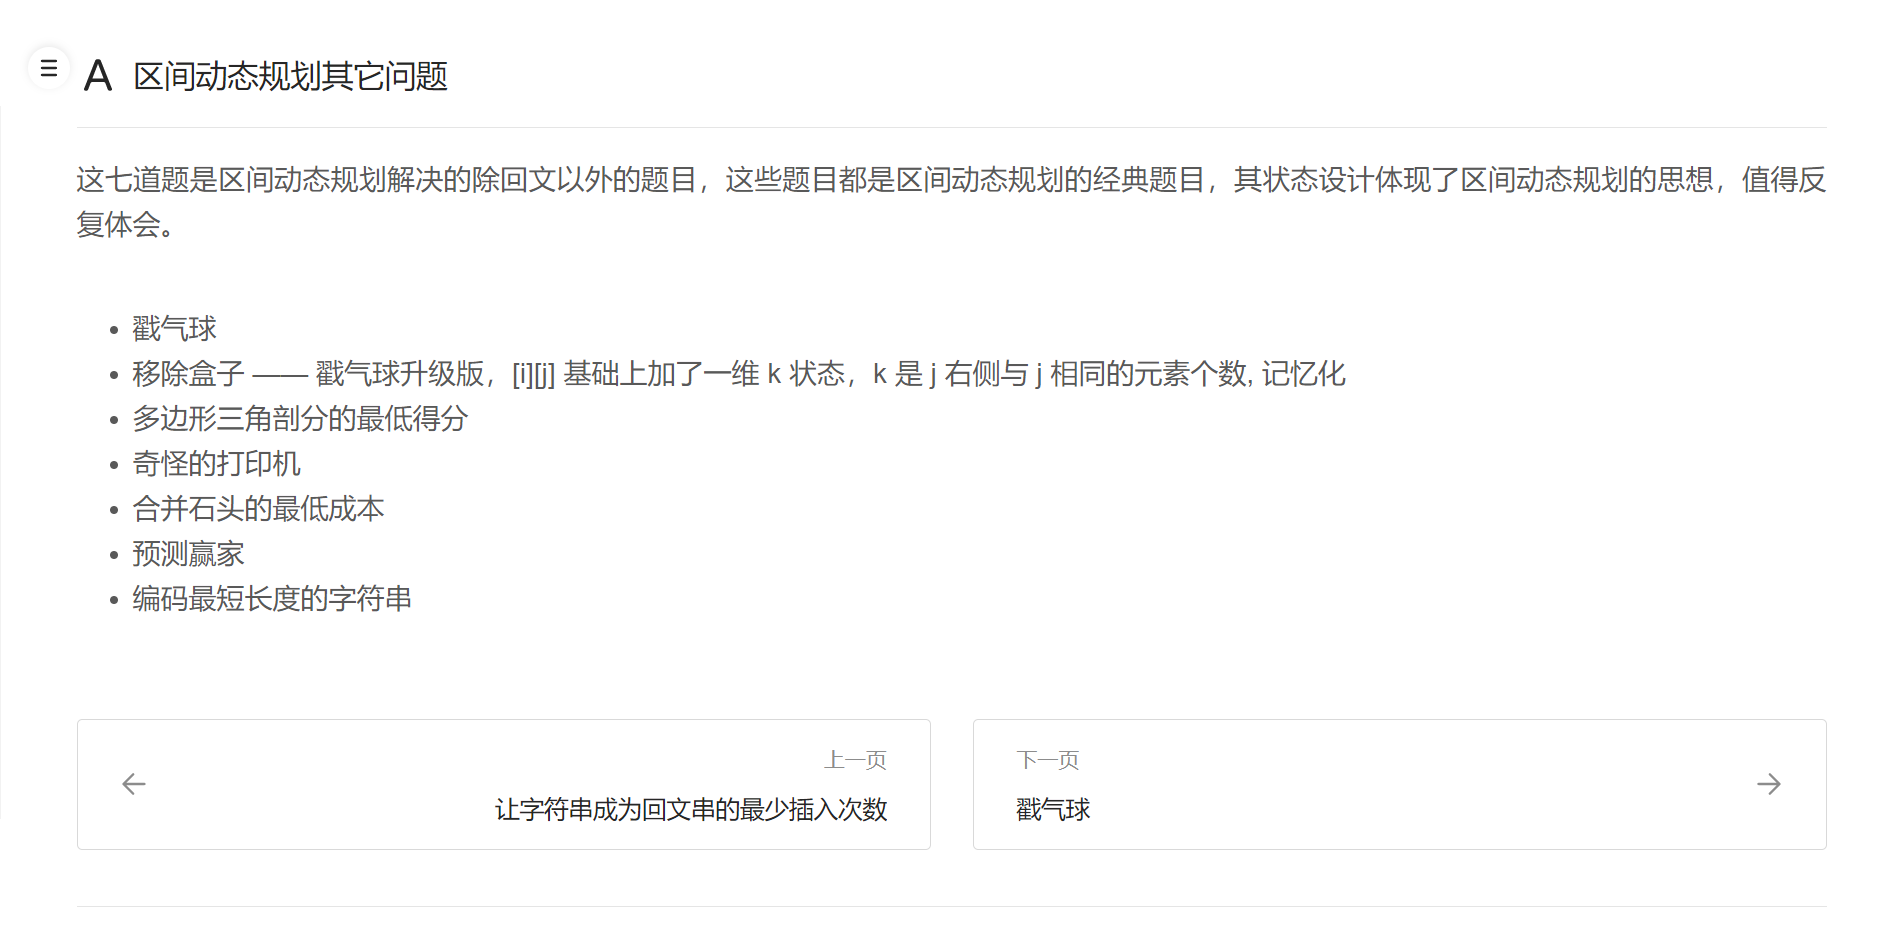 A 区间动态规划其它问题
这七道题是区间动态规划解决的除回文以外的题目，这些题目都是区间动态规划的经典题目，其状态设计体现了区间动态规划的思想，值得反
复体会。
• 戳气球
• 移除盒子 —— 戳气球升级版，[i][j] 基础上加了一维 k 状态，k 是 j 右侧与 j 相同的元素个数, 记忆化
• 多边形三角剖分的最低得分
• 奇怪的打印机
• 合并石头的最低成本
• 预测赢家
• 编码最短长度的字符串
上一页
让字符串成为回文串的最少插入次数
下一页
戳气球